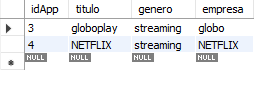 idApp titulo genero empresa
3 globoplay streaming globo
4 NETFLIX streaming NETFLIX
NULL NULL NULL NULL